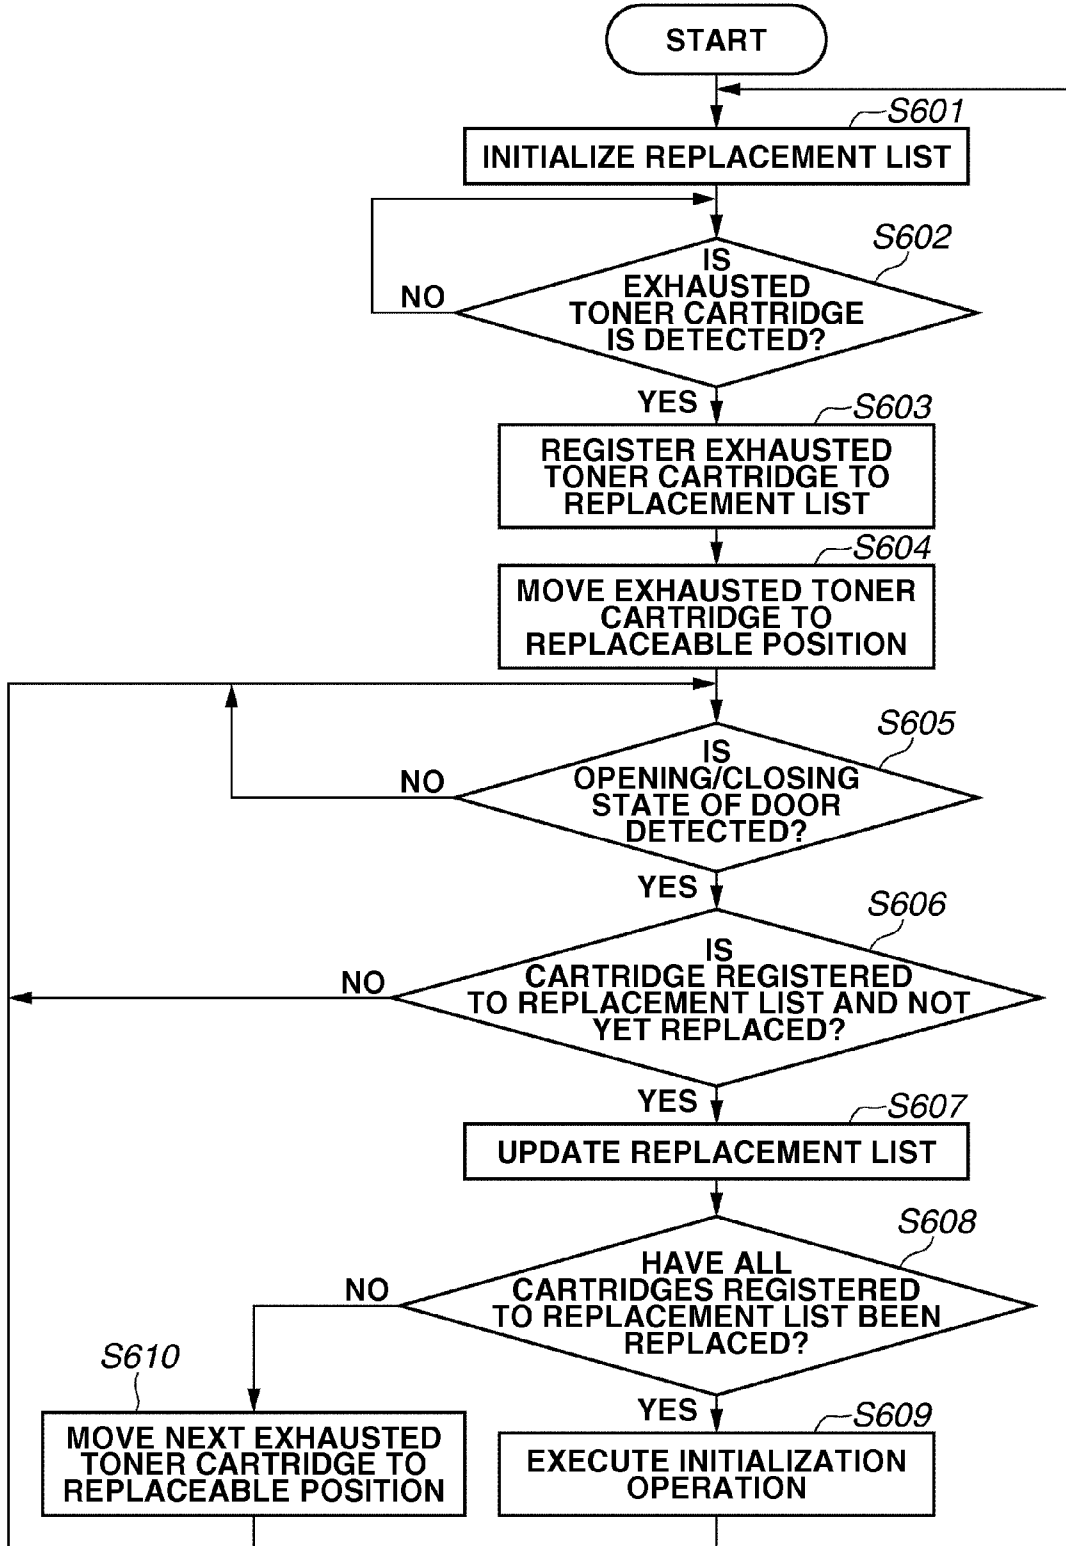 START
S601
INITIALIZE REPLACEMENT LIST
S602
IS
EXHAUSTED
TONER CARTRIDGE
IS DETECTED?
NO
YES
S603
REGISTER EXHAUSTED
TONER CARTRIDGE TO
REPLACEMENT LIST
S604
MOVE EXHAUSTED TONER
CARTRIDGE TO
REPLACEABLE POSITION
S605
IS
OPENING/CLOSING
STATE OF DOOR
DETECTED?
NO
YES
S606
IS
CARTRIDGE REGISTERED
TO REPLACEMENT LIST AND NOT
YET REPLACED?
NO
YES
S607
UPDATE REPLACEMENT LIST
S608
HAVE ALL
CARTRIDGES REGISTERED
TO REPLACEMENT LIST BEEN
REPLACED?
NO
YES
S610
MOVE NEXT EXHAUSTED
TONER CARTRIDGE TO
REPLACEABLE POSITION
S609
EXECUTE INITIALIZATION
OPERATION